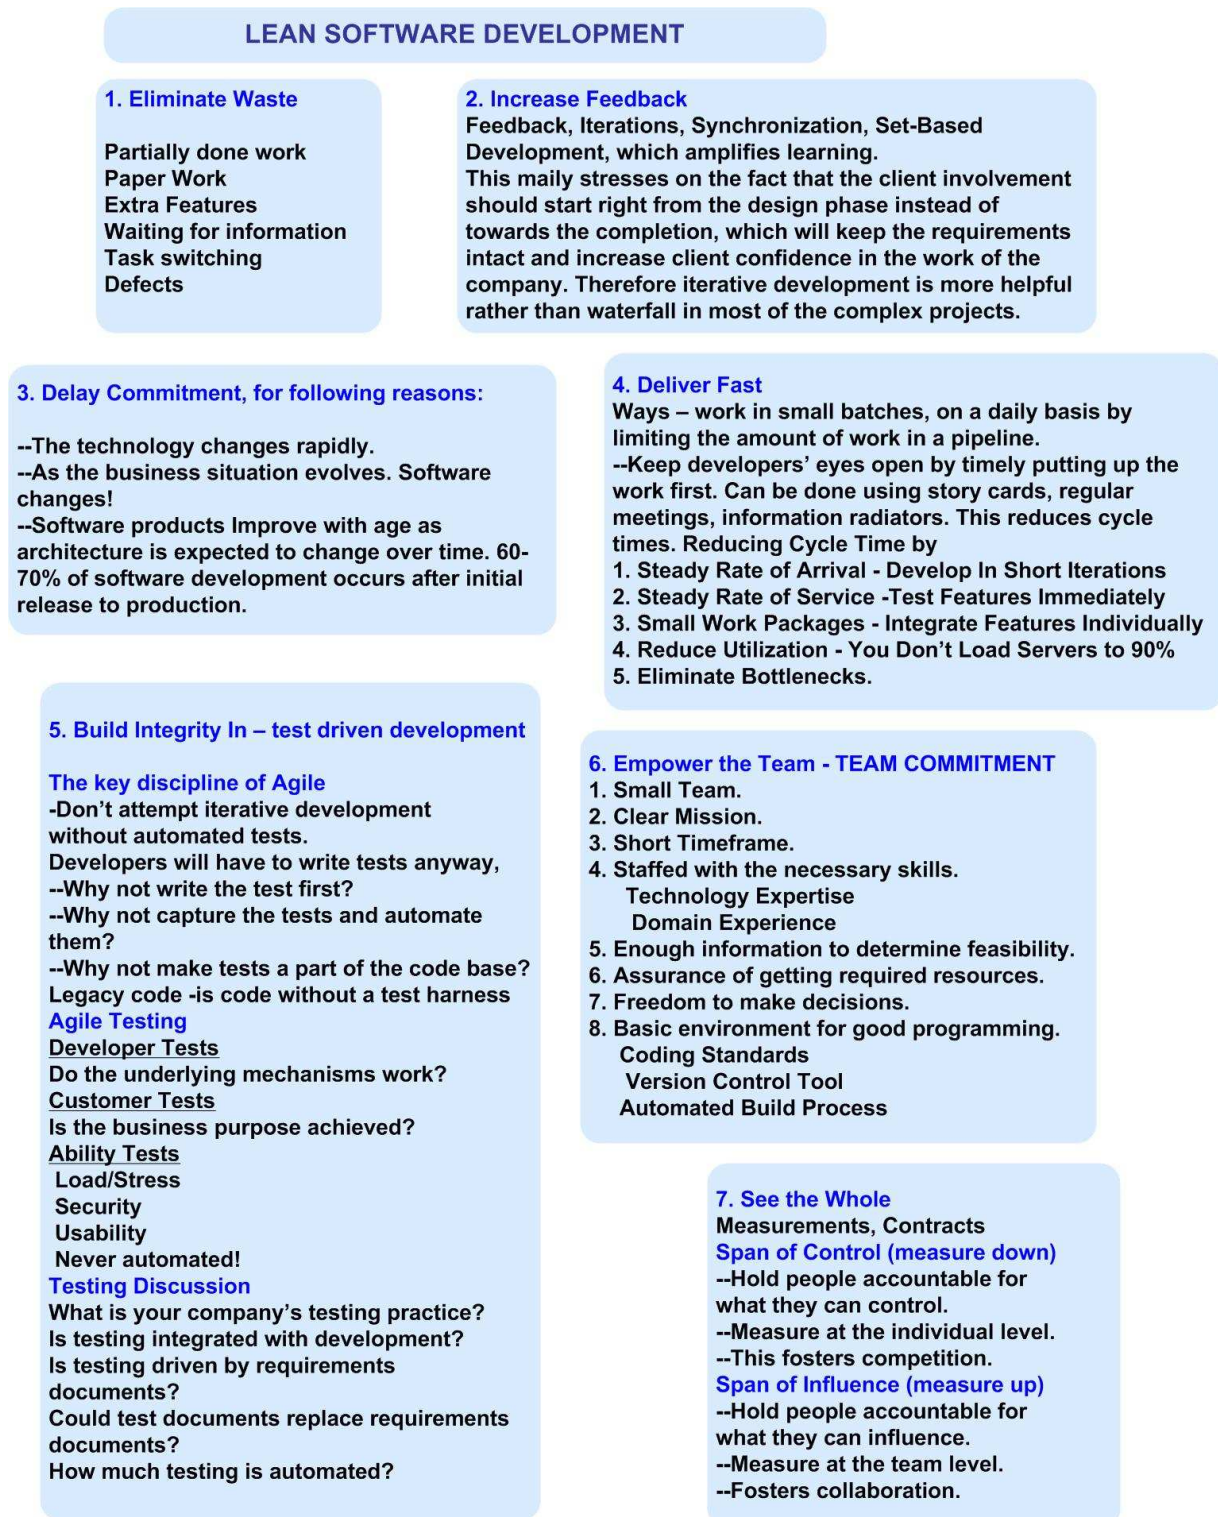 LEAN SOFTWARE DEVELOPMENT
1. Eliminate Waste
Partially done work
Paper Work
Extra Features
Waiting for information
Task switching
Defects
2. Increase Feedback
Feedback, Iterations, Synchronization, Set-Based
Development, which amplifies learning.
This maily stresses on the fact that the client involvement
should start right from the design phase instead of
towards the completion, which will keep the requirements
intact and increase client confidence in the work of the
company. Therefore iterative development is more helpful
rather than waterfall in most of the complex projects.
3. Delay Commitment, for following reasons:
--The technology changes rapidly.
--As the business situation evolves. Software
changes!
--Software products Improve with age as
architecture is expected to change over time. 60-
70% of software development occurs after initial
release to production.
4. Deliver Fast
Ways – work in small batches, on a daily basis by
limiting the amount of work in a pipeline.
--Keep developers’ eyes open by timely putting up the
work first. Can be done using story cards, regular
meetings, information radiators. This reduces cycle
times. Reducing Cycle Time by
1. Steady Rate of Arrival - Develop In Short Iterations
2. Steady Rate of Service -Test Features Immediately
3. Small Work Packages - Integrate Features Individually
4. Reduce Utilization - You Don’t Load Servers to 90%
5. Eliminate Bottlenecks.
5. Build Integrity In – test driven development
The key discipline of Agile
-Don’t attempt iterative development
without automated tests.
Developers will have to write tests anyway,
--Why not write the test first?
--Why not capture the tests and automate
them?
--Why not make tests a part of the code base?
Legacy code -is code without a test harness
Agile Testing
Developer Tests
Do the underlying mechanisms work?
Customer Tests
Is the business purpose achieved?
Ability Tests
Load/Stress
Security
Usability
Never automated!
Testing Discussion
What is your company’s testing practice?
Is testing integrated with development?
Is testing driven by requirements
documents?
Could test documents replace requirements
documents?
How much testing is automated?
6. Empower the Team - TEAM COMMITMENT
1. Small Team.
2. Clear Mission.
3. Short Timeframe.
4. Staffed with the necessary skills.
Technology Expertise
Domain Experience
5. Enough information to determine feasibility.
6. Assurance of getting required resources.
7. Freedom to make decisions.
8. Basic environment for good programming.
Coding Standards
Version Control Tool
Automated Build Process
7. See the Whole
Measurements, Contracts
Span of Control (measure down)
--Hold people accountable for
what they can control.
--Measure at the individual level.
--This fosters competition.
Span of Influence (measure up)
--Hold people accountable for
what they can influence.
--Measure at the team level.
--Fosters collaboration.